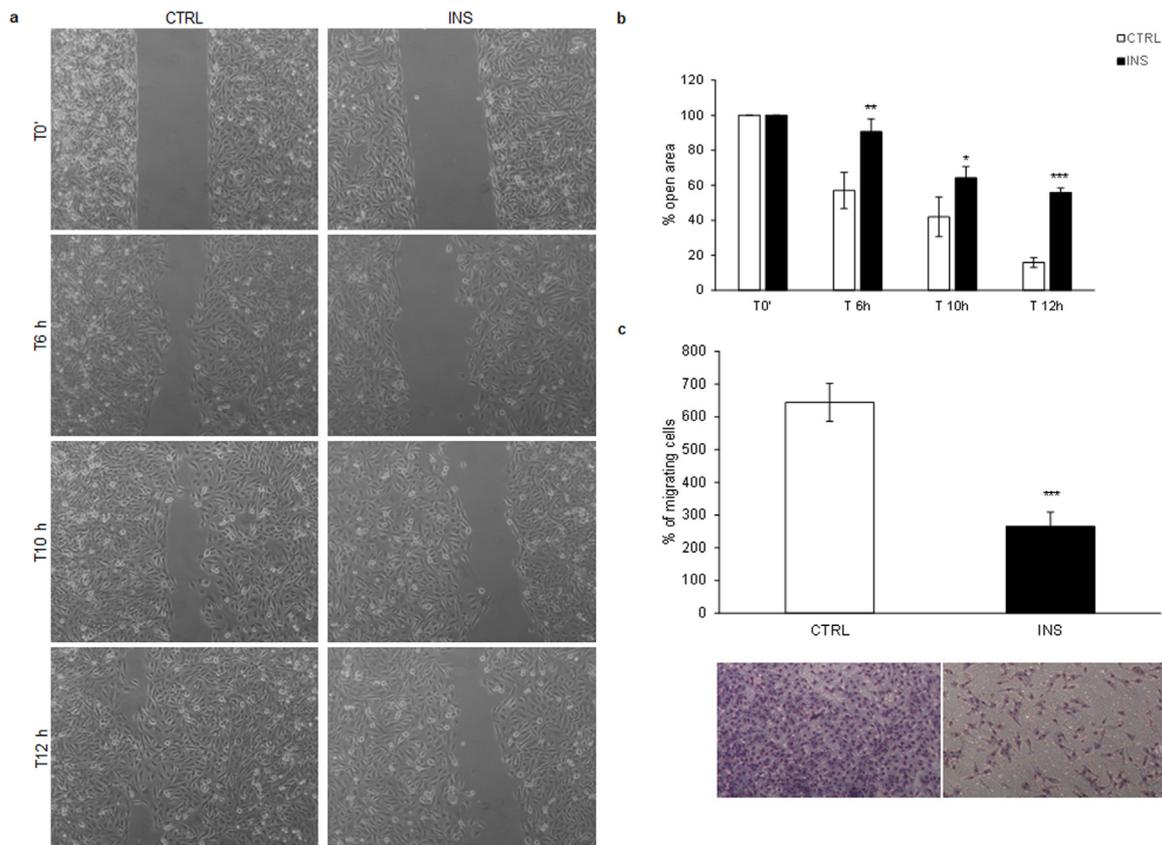 a
CTRL
INS
T0'
T6 h
T10 h
T12 h
b
CTRL
INS
% open area
120
100
80
60
40
20
0
**
*
***
T0'
T 6h
T 10h
T 12h
c
% of migrating cells
800
700
600
500
400
300
200
100
0
***
CTRL
INS